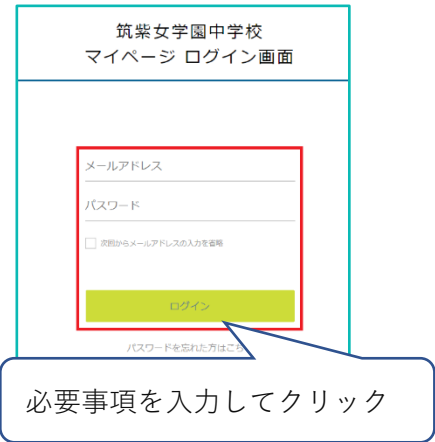 筑紫女学園中学校
マイページ ログイン画面
メールアドレス
パスワード
次回からメールアドレスの入力を省略
ログイン
パスワードを忘れた方はこち
必要事項を入力してクリック